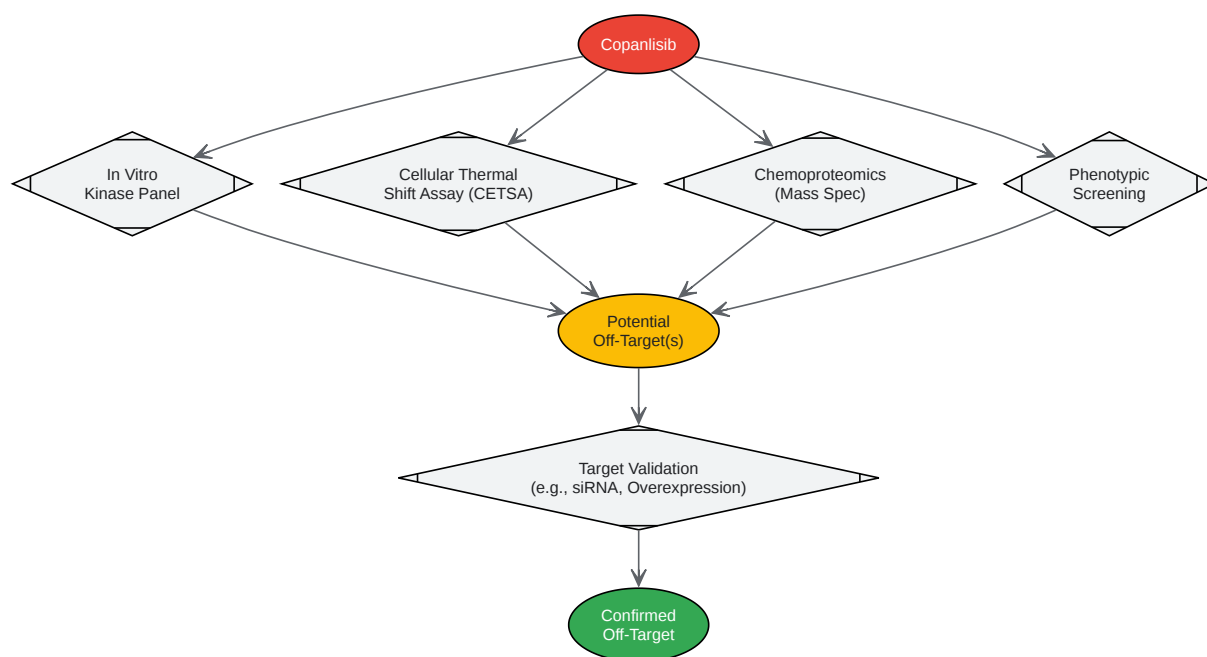 Copanlisib
In Vitro
Kinase Panel
Cellular Thermal
Shift Assay (CETSA)
Chemoproteomics
(Mass Spec)
Phenotypic
Screening
Potential
Off-Target(s)
Target Validation
(e.g., siRNA, Overexpression)
Confirmed
Off-Target